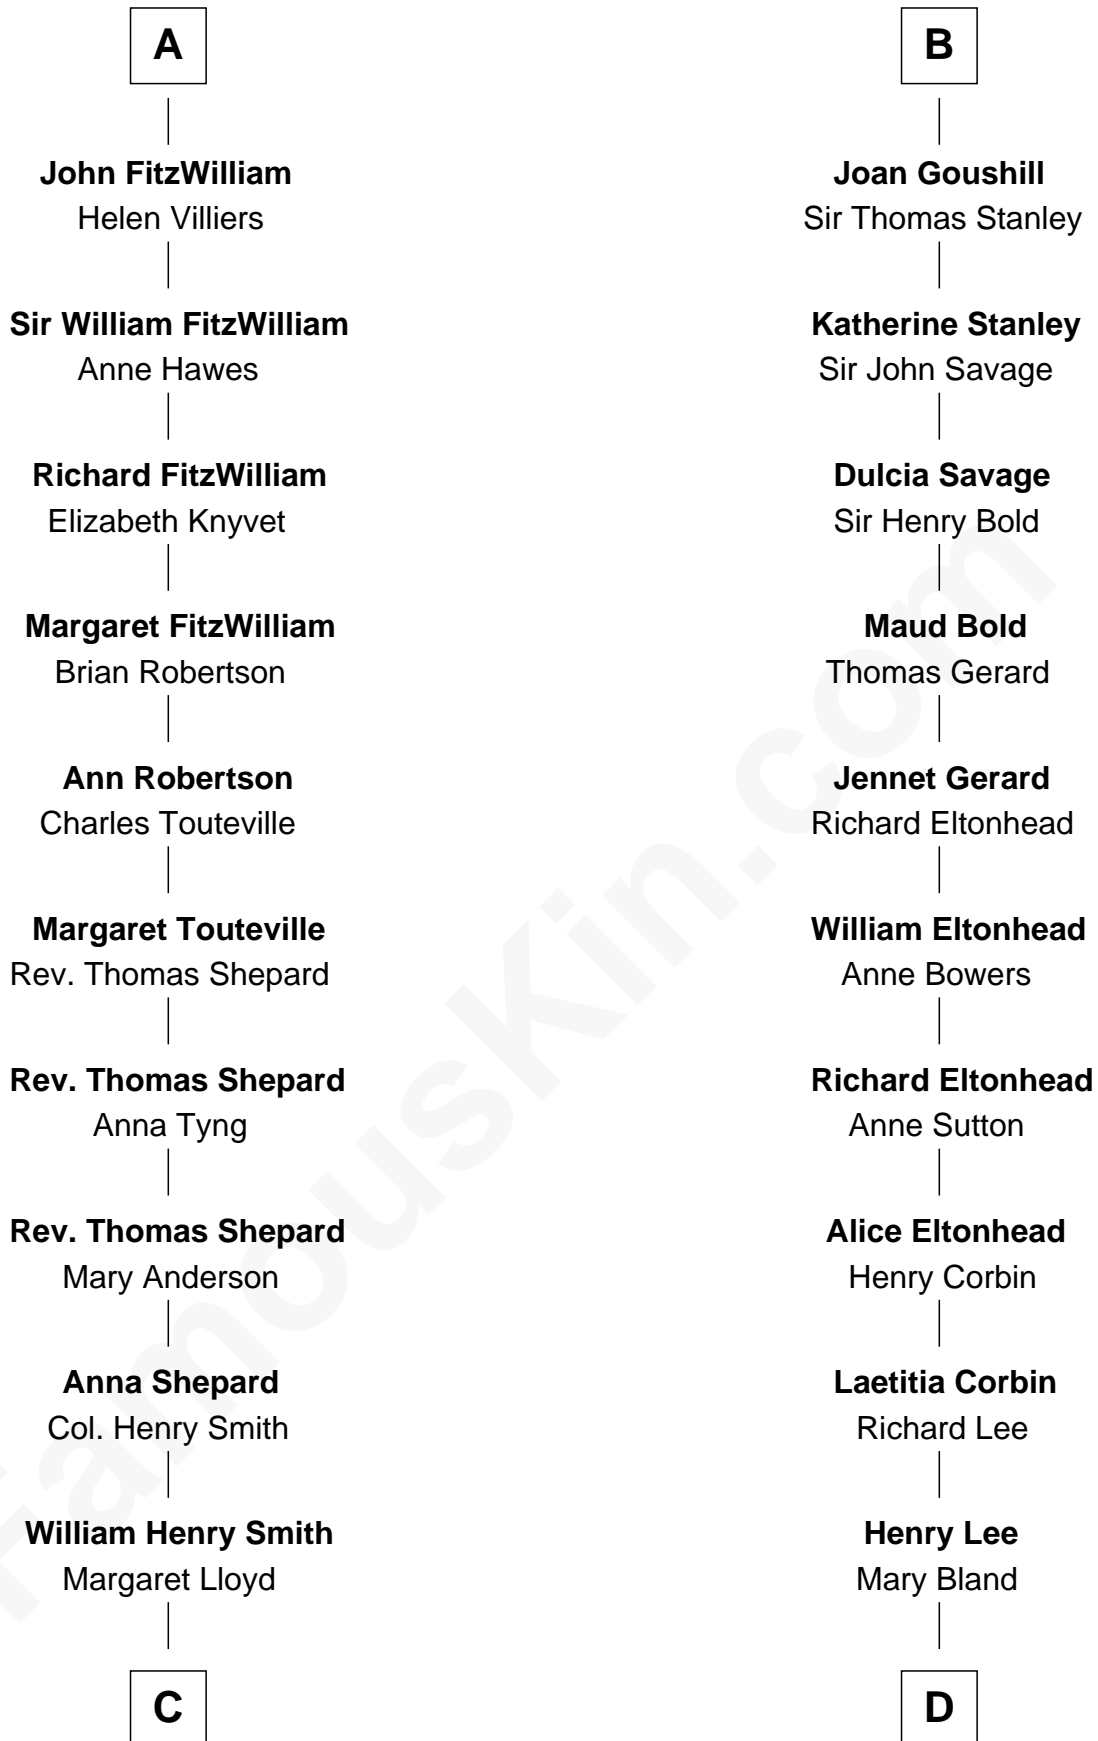 A
John FitzWilliam
Helen Villiers
Sir William FitzWilliam
Anne Hawes
Richard FitzWilliam
Elizabeth Knyvet
Margaret FitzWilliam
Brian Robertson
Ann Robertson
Charles Touteville
Margaret Touteville
Rev. Thomas Shepard
Rev. Thomas Shepard
Anna Tyng
Rev. Thomas Shepard
Mary Anderson
Anna Shepard
Col. Henry Smith
William Henry Smith
Margaret Lloyd
C
B
Joan Goushill
Sir Thomas Stanley
Katherine Stanley
Sir John Savage
Dulcia Savage
Sir Henry Bold
Maud Bold
Thomas Gerard
Jennet Gerard
Richard Eltonhead
William Eltonhead
Anne Bowers
Richard Eltonhead
Anne Sutton
Alice Eltonhead
Henry Corbin
Laetitia Corbin
Richard Lee
Henry Lee
Mary Bland
D
FamousKin.com